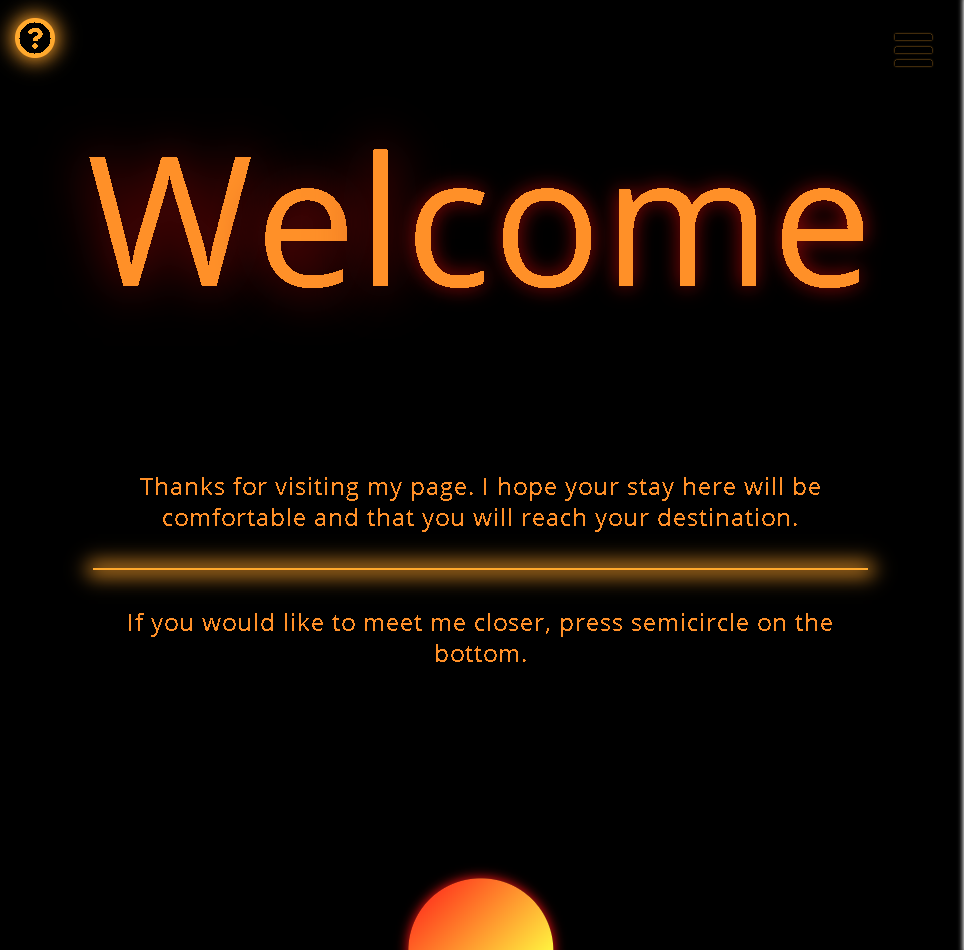 ?
Welcome
Thanks for visiting my page. I hope your stay here will be
comfortable and that you will reach your destination.
If you would like to meet me closer, press semicircle on the
bottom.